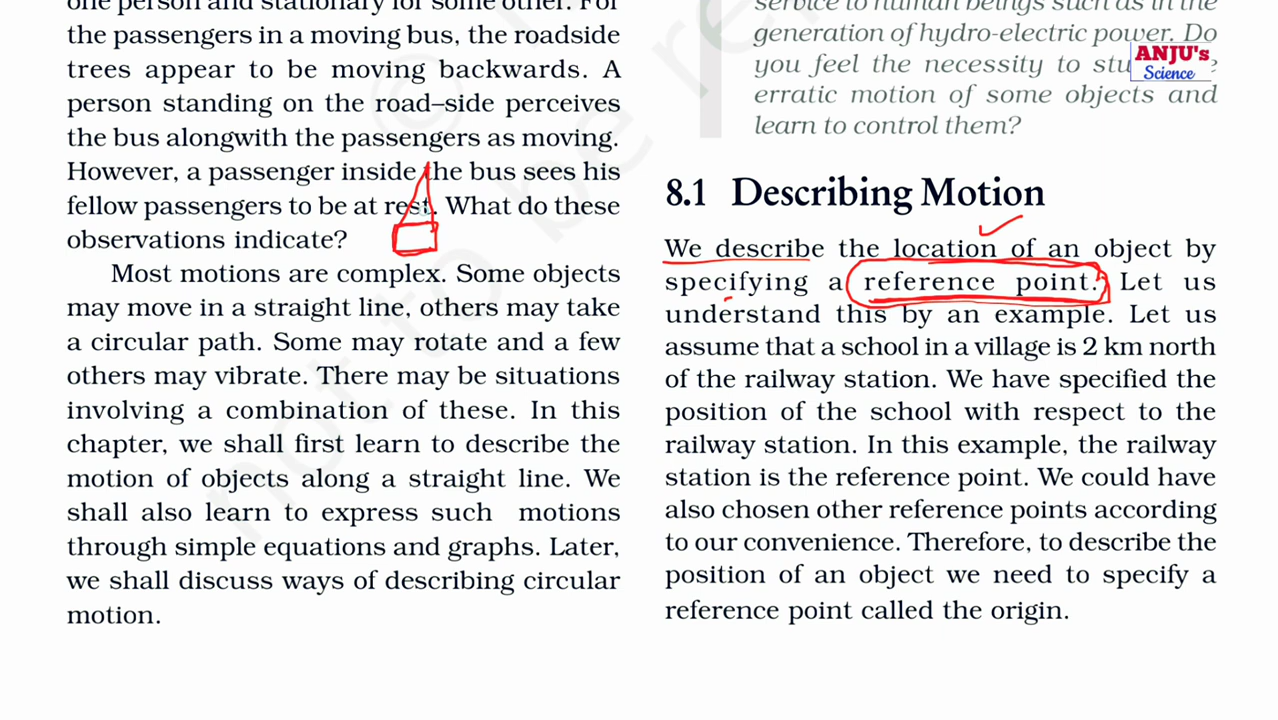 one person and stationary for some other. For
the passengers in a moving bus, the roadside
trees appear to be moving backwards. A
person standing on the road–side perceives
the bus alongwith the passengers as moving.
However, a passenger inside the bus sees his
fellow passengers to be at rest. What do these
observations indicate?
Most motions are complex. Some objects
may move in a straight line, others may take
a circular path. Some may rotate and a few
others may vibrate. There may be situations
involving a combination of these. In this
chapter, we shall first learn to describe the
motion of objects along a straight line. We
shall also learn to express such motions
through simple equations and graphs. Later,
we shall discuss ways of describing circular
motion.
service to human beings such as in the
generation of hydro-electric power. Do
you feel the necessity to
erratic motion of some objects and
learn to control them?
ANJU's
Science
8.1 Describing Motion
We describe the location of an object by
specifying a reference point. Let us
understand this by an example. Let us
assume that a school in a village is 2 km north
of the railway station. We have specified the
position of the school with respect to the
railway station. In this example, the railway
station is the reference point. We could have
also chosen other reference points according
to our convenience. Therefore, to describe the
position of an object we need to specify a
reference point called the origin.
not to be re
©